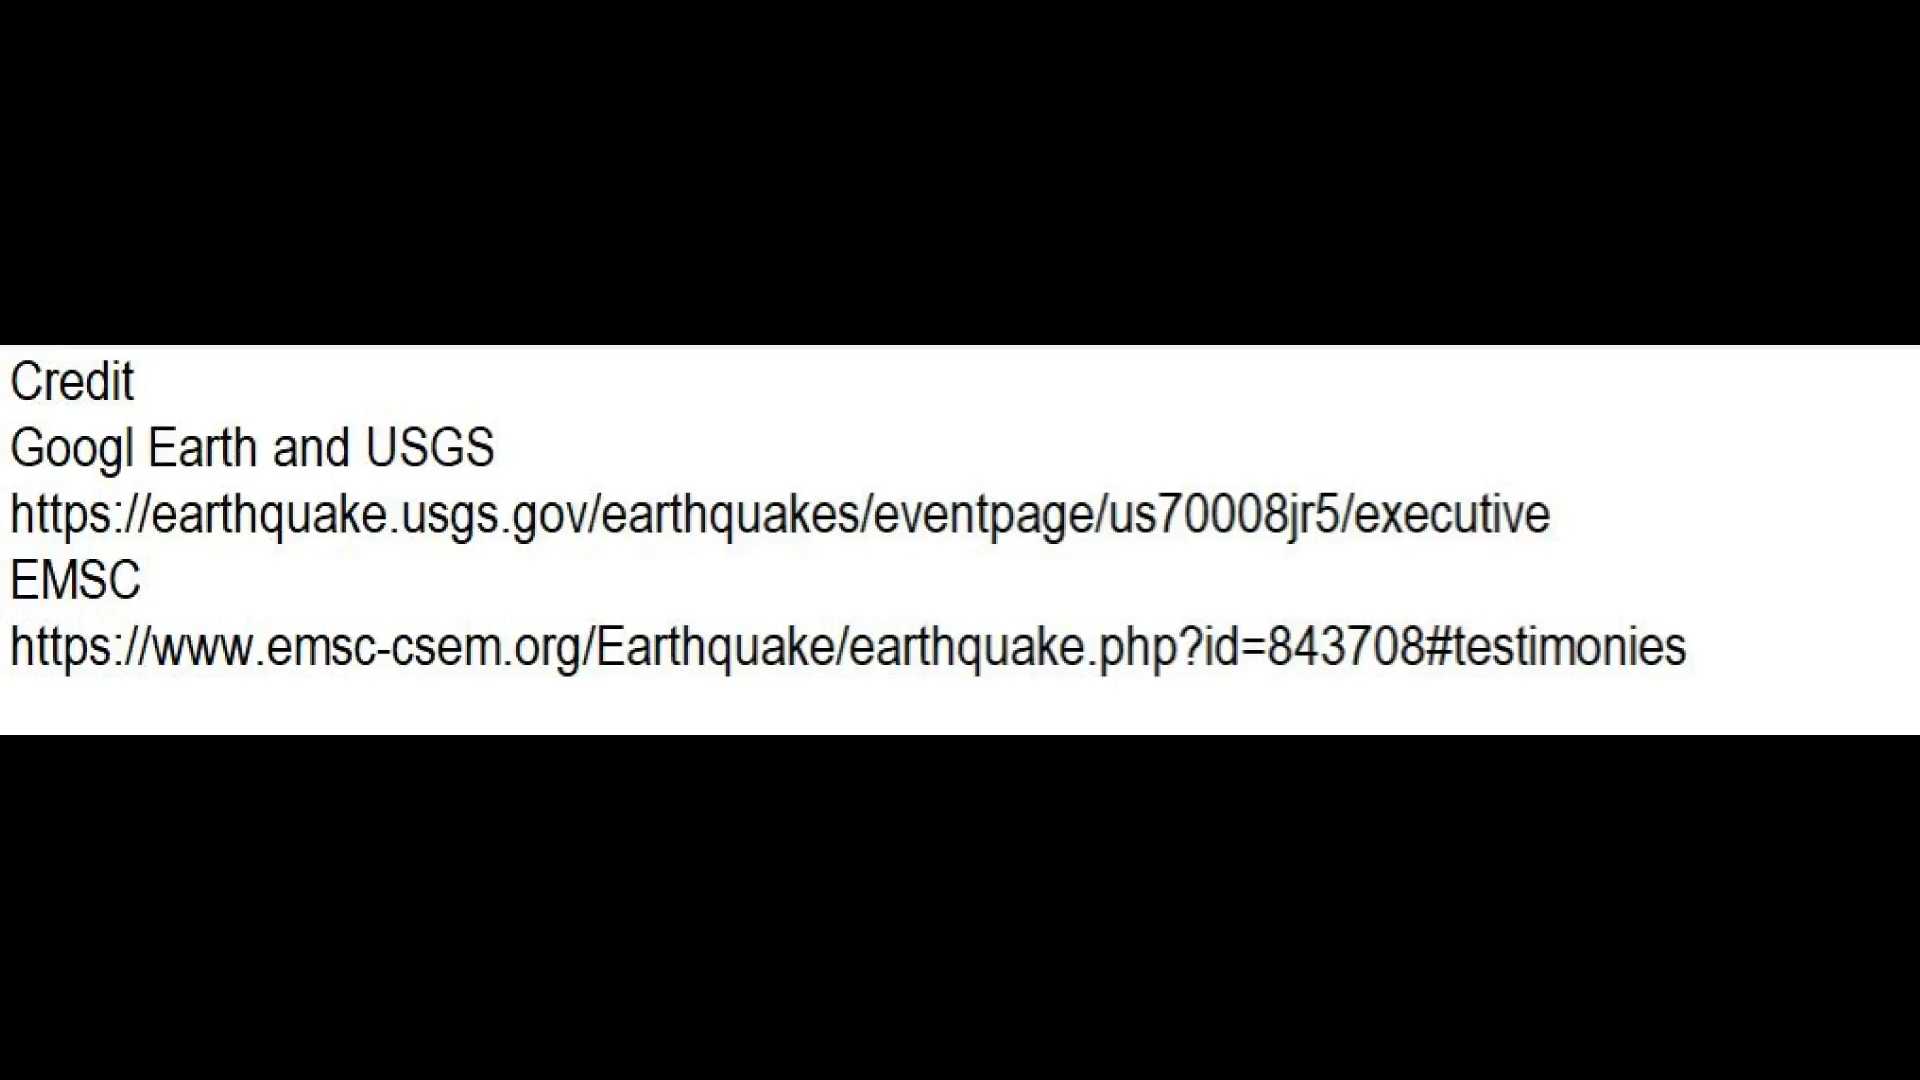 Credit
Googl Earth and USGS
https://earthquake.usgs.gov/earthquakes/eventpage/us70008jr5/executive
EMSC
https://www.emsc-csem.org/Earthquake/earthquake.php?id=843708#testimonies